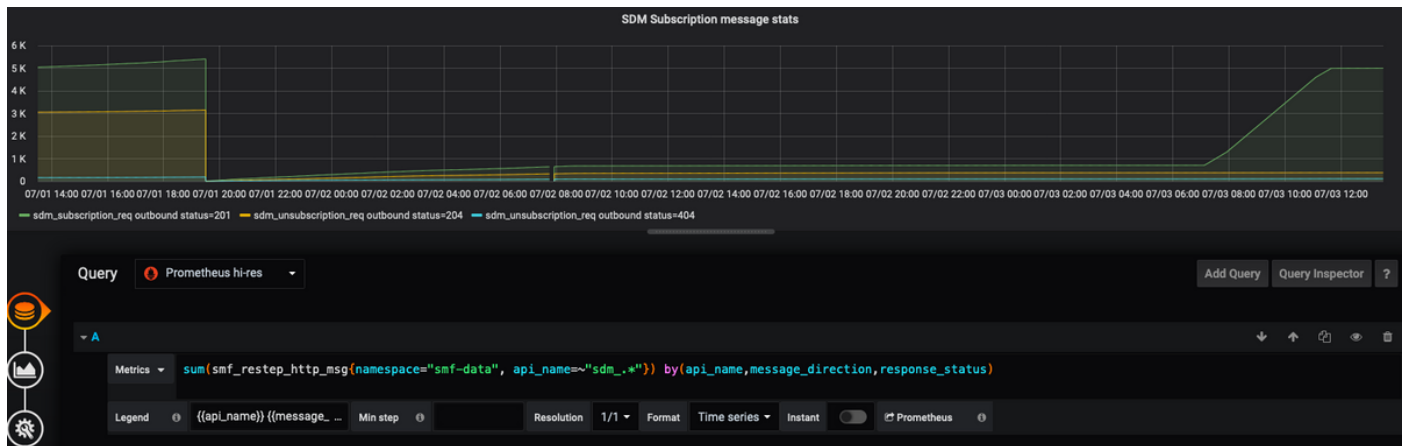 SDM Subscription message stats
6 K
5 K
4 K
3 K
2 K
1 K
0
07/01 14:00 07/01 16:00 07/01 18:00 07/01 20:00 07/01 22:00 07/02 00:00 07/02 02:00 07/02 04:00 07/02 06:00 07/02 08:00 07/02 10:00 07/02 12:00 07/02 14:00 07/02 16:00 07/02 18:00 07/02 20:00 07/02 22:00 07/03 00:00 07/03 02:00 07/03 04:00 07/03 06:00 07/03 08:00 07/03 10:00 07/03 12:00
sdm_subscription_req outbound status=201 sdm_unsubscription_req outbound status=204 sdm_unsubscription_req outbound status=404
Query Prometheus hi-res Add Query Query Inspector ?
A
Metrics sum(smf_restep_http_msg{namespace="smf-data", api_name=~"sdm_.*"}) by(api_name,message_direction,response_status)
Legend {{api_name}} {{message_ ... Min step Resolution 1/1 Format Time series Instant Prometheus